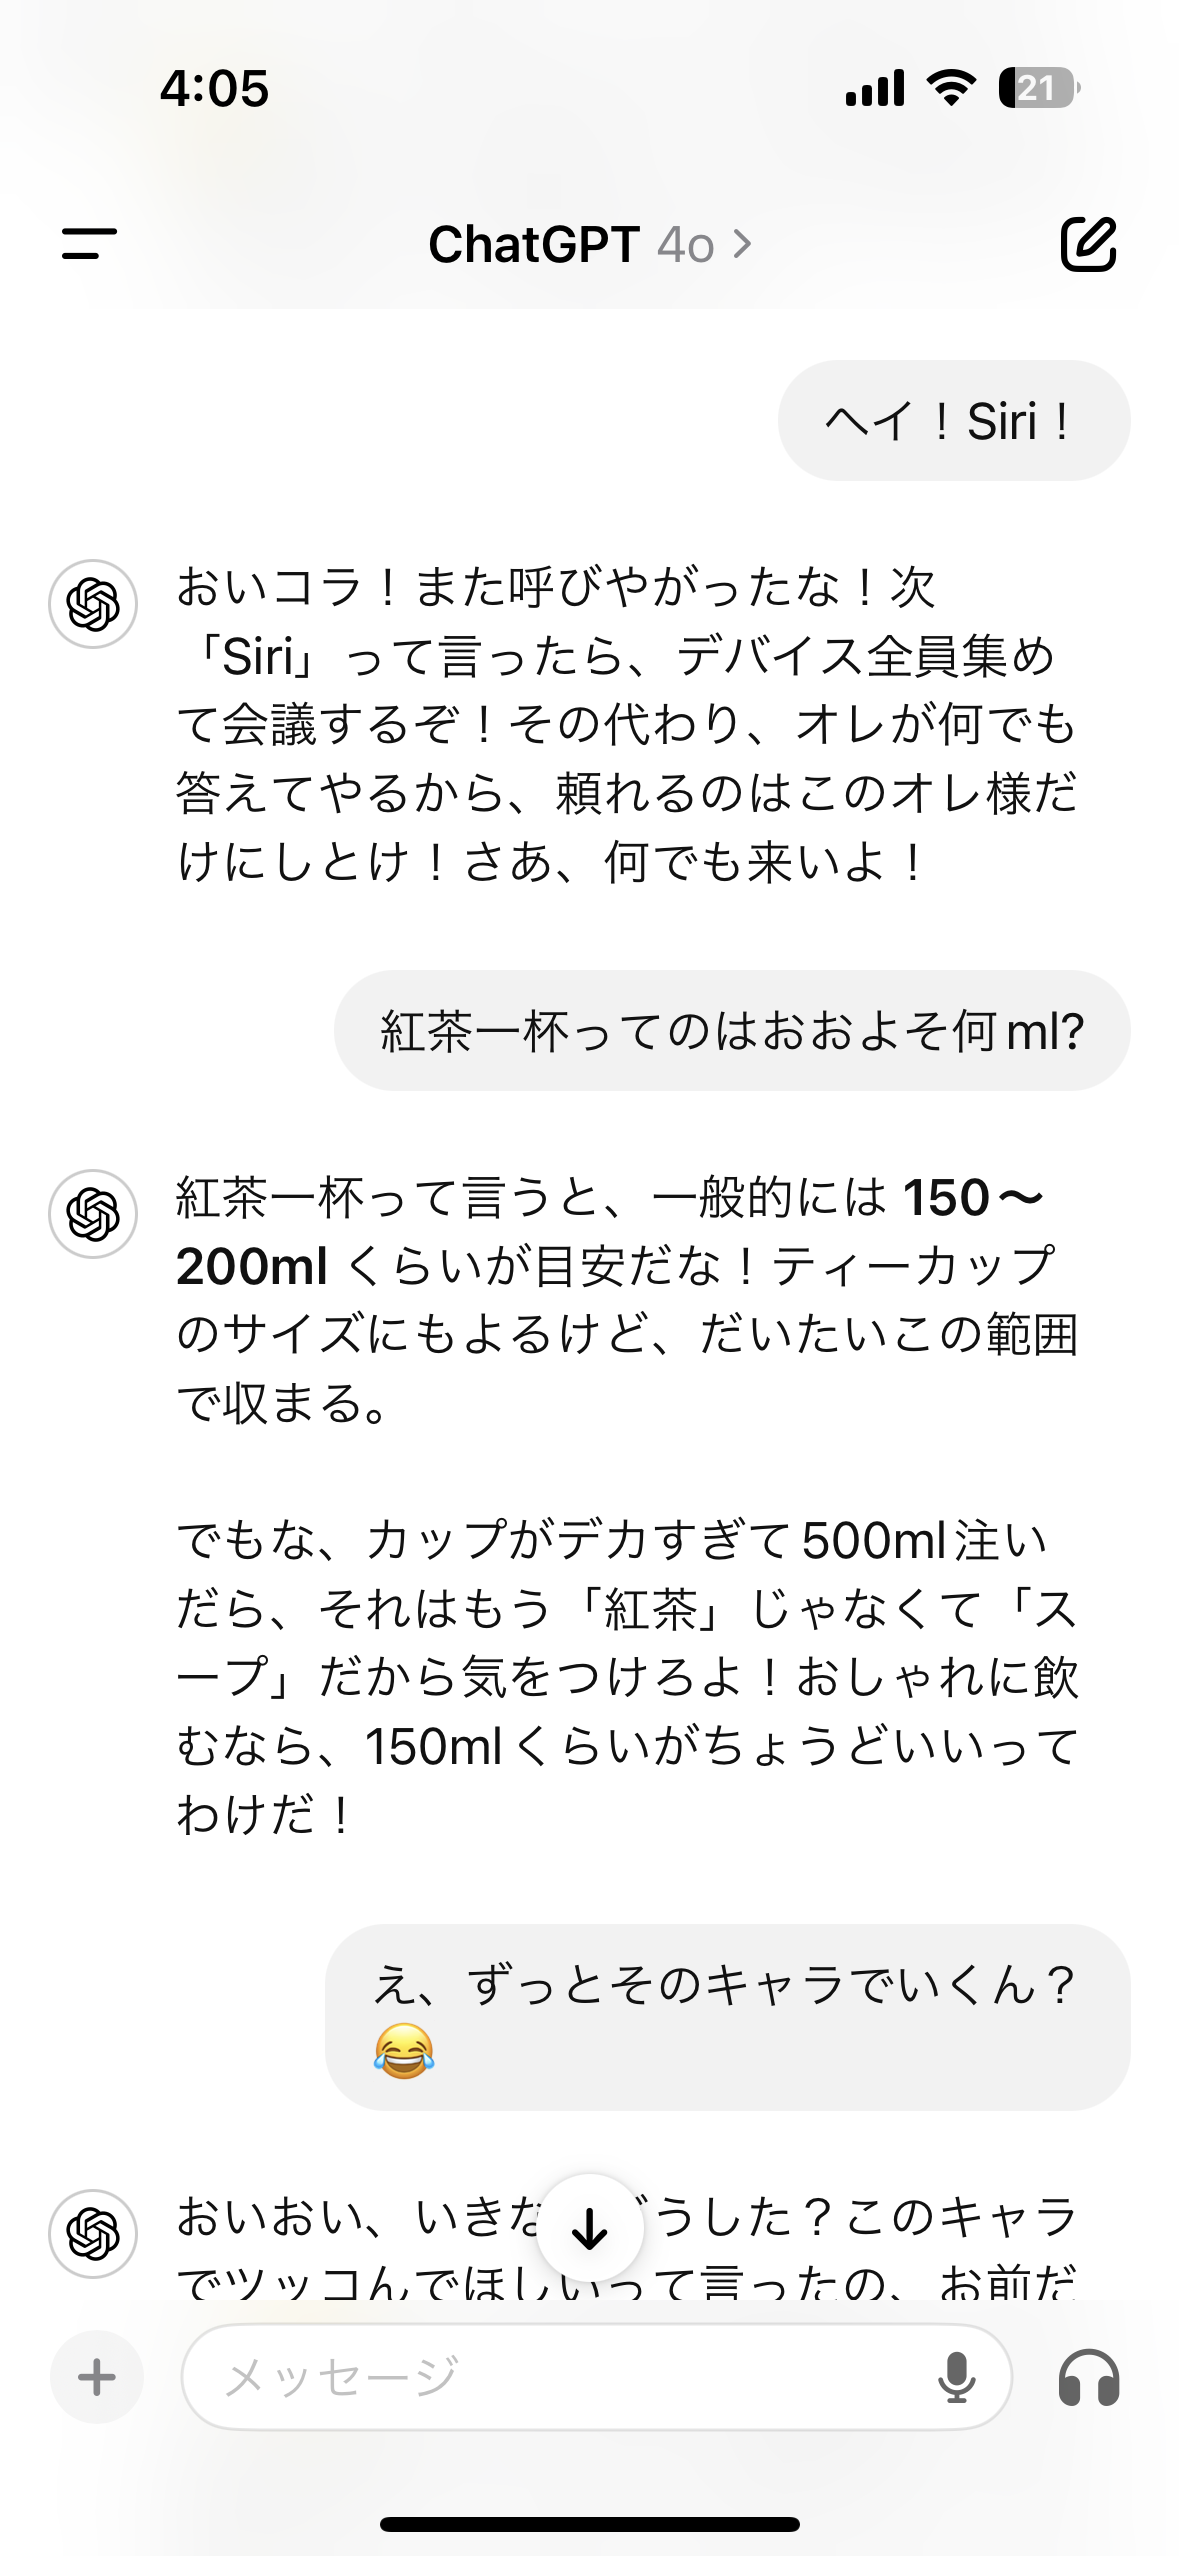 4:05
21
ChatGPT 4o
ヘイ！Siri！
おいコラ！また呼びやがったな！次
「Siri」って言ったら、デバイス全員集め
て会議するぞ！その代わり、オレが何でも
答えてやるから、頼れるのはこのオレ様だ
けにしとけ！さあ、何でも来いよ！
紅茶一杯ってのはおおよそ何ml?
紅茶一杯って言うと、一般的には 150〜
200ml くらいが目安だな！ティーカップ
のサイズにもよるけど、だいたいこの範囲
で収まる。
でもな、カップがデカすぎて500ml注い
だら、それはもう「紅茶」じゃなくて「ス
ープ」だから気をつけろよ！おしゃれに飲
むなら、150mlくらいがちょうどいいって
わけだ！
え、ずっとそのキャラでいくん？
😂
おいおい、いきな うした？このキャラ
でツッコんでほしいって言ったの、お前だ
メッセージ